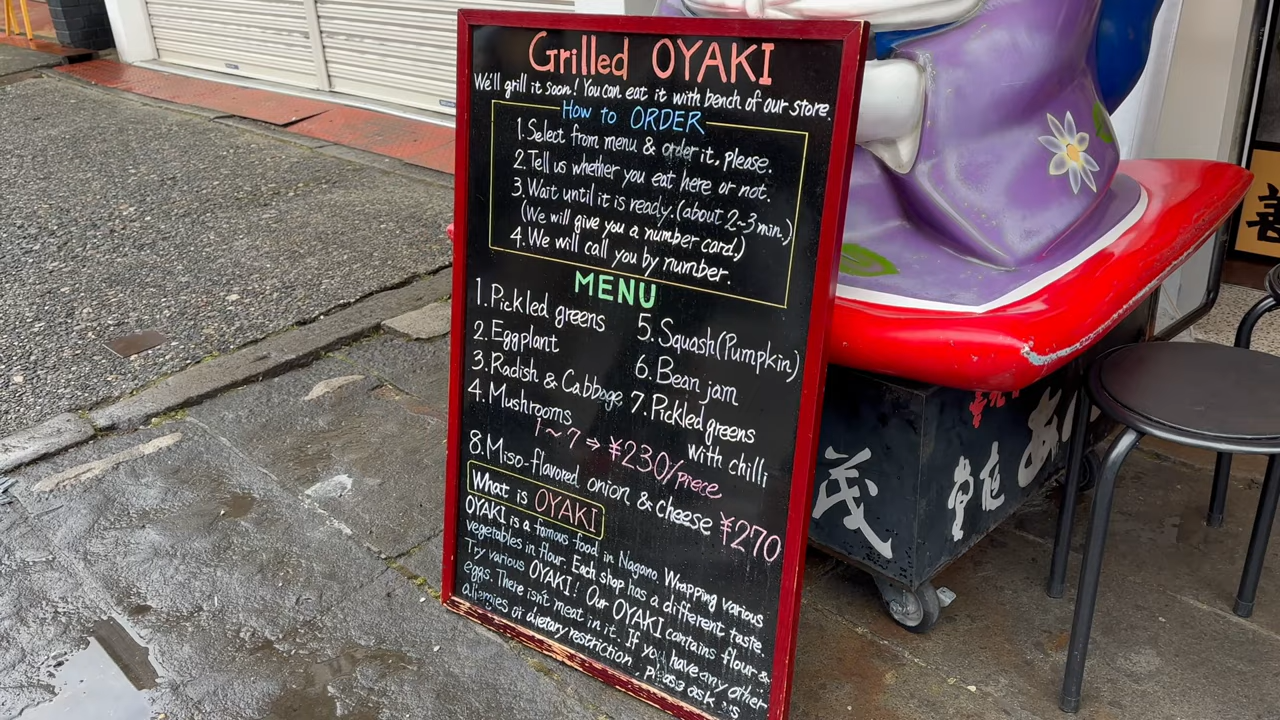 Grilled OYAKI
We'll grill it soon! You can eat it with bench of our store.
How to ORDER
1. Select from menu & order it, please.
2. Tell us whether you eat here or not.
3. Wait until it is ready. (about 2~3 min.)
(We will give you a number card.)
4. We will call you by number.
MENU
1. Pickled greens
2. Eggplant
3. Radish & Cabbage
4. Mushrooms
5. Squash (Pumpkin)
6. Bean jam
7. Pickled greens
with chilli
1~7 → ¥230/piece
8. Miso-flavored onion & cheese ¥270
What is OYAKI
OYAKI is a famous food in Nagano. Wrapping various
vegetables in flour. Each shop has a different taste.
Try various OYAKI! Our OYAKI contains flour &
eggs. There isn't meat in it. If you have any other
allergies or dietary restriction, please ask us
茂
堂
庵
あ
喜